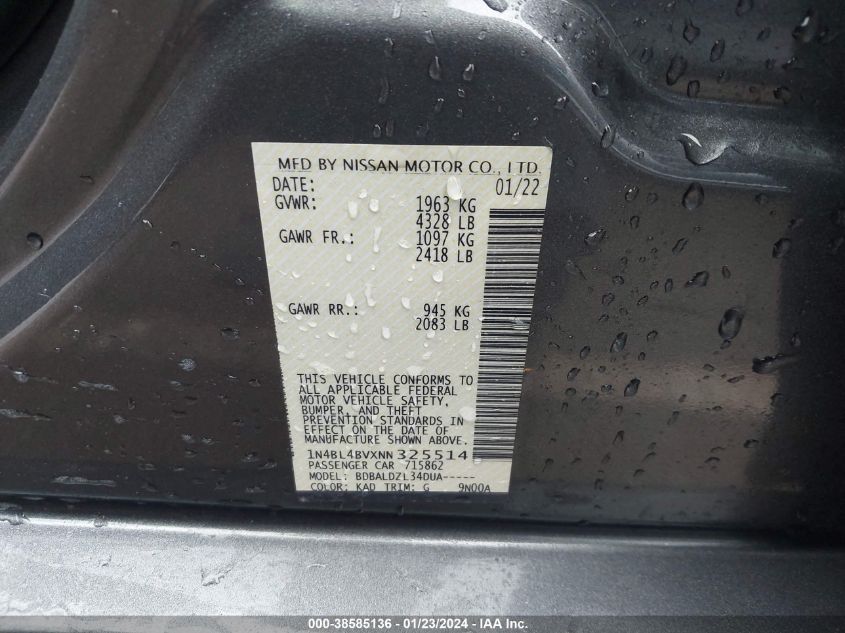 MFD BY NISSAN MOTOR CO., LTD.
DATE: 01/22
GVWR: 1963 KG
4328 LB
GAWR FR.: 1097 KG
2418 LB
GAWR RR.: 945 KG
2083 LB
THIS VEHICLE CONFORMS TO
ALL APPLICABLE FEDERAL
MOTOR VEHICLE SAFETY,
BUMPER, AND THEFT
PREVENTION STANDARDS IN
EFFECT ON THE DATE OF
MANUFACTURE SHOWN ABOVE.
1N4BL4BVXNN325514
PASSENGER CAR 715862
MODEL: BDBALDZL34DUA-----
COLOR: KAD TRIM: G 9N00A
000-38585136 - 01/23/2024 - IAA Inc.